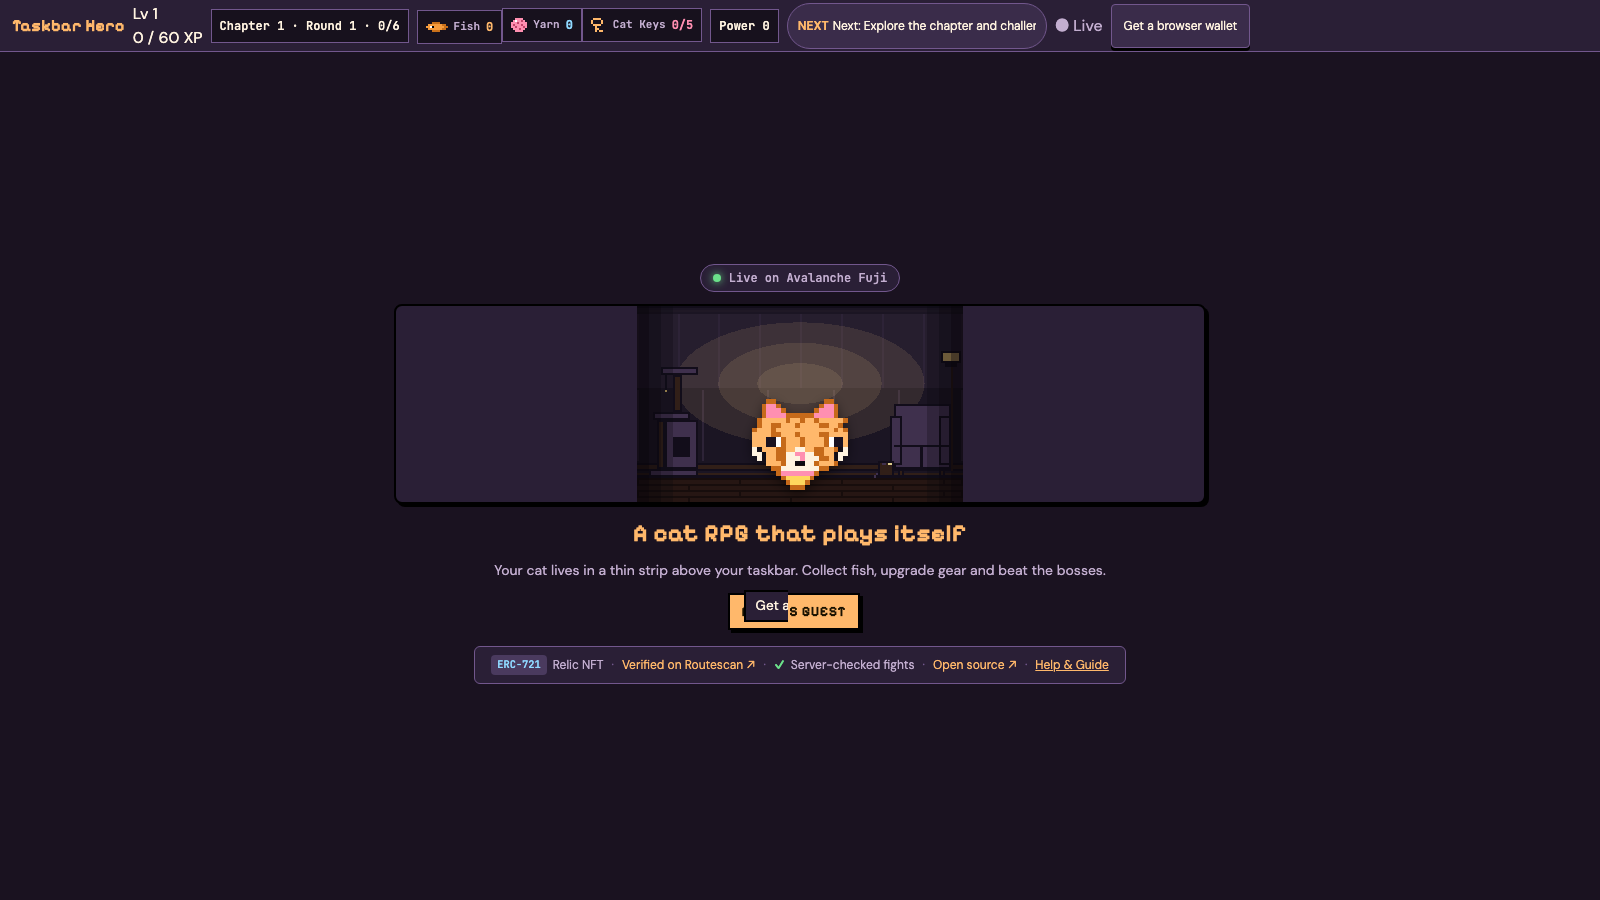 Taskbar Hero
Lv 1
0 / 60 XP
Chapter 1 · Round 1 · 0/6
Fish 0
Yarn 0
Cat Keys 0/5
Power 0
NEXT Next: Explore the chapter and challer
Live
Get a browser wallet
Live on Avalanche Fuji
A cat RPG that plays itself
Your cat lives in a thin strip above your taskbar. Collect fish, upgrade gear and beat the bosses.
Get a
S QUEST
ERC-721 Relic NFT · Verified on Routescan ↗ · ✓ Server-checked fights · Open source ↗ · Help & Guide